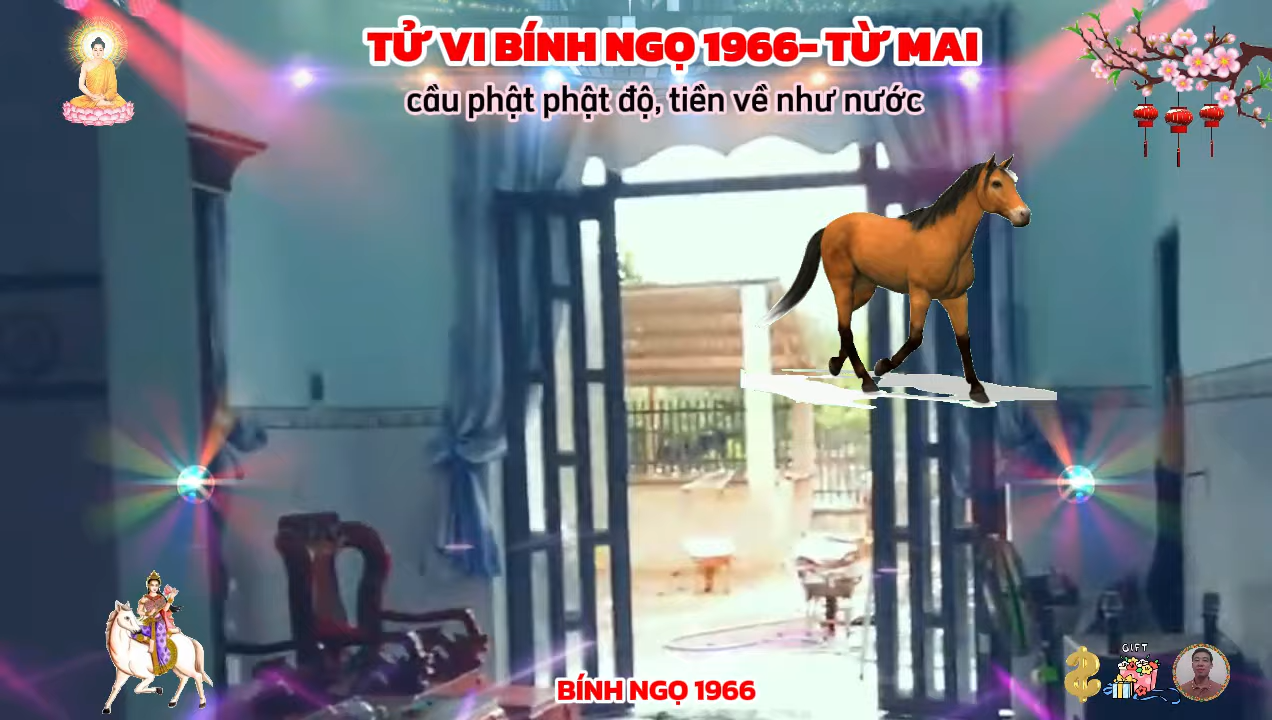 TỬ VI BÍNH NGỌ 1966- TỪ MAI
cầu phật phật độ, tiền về như nước
GIFT
BÍNH NGỌ 1966